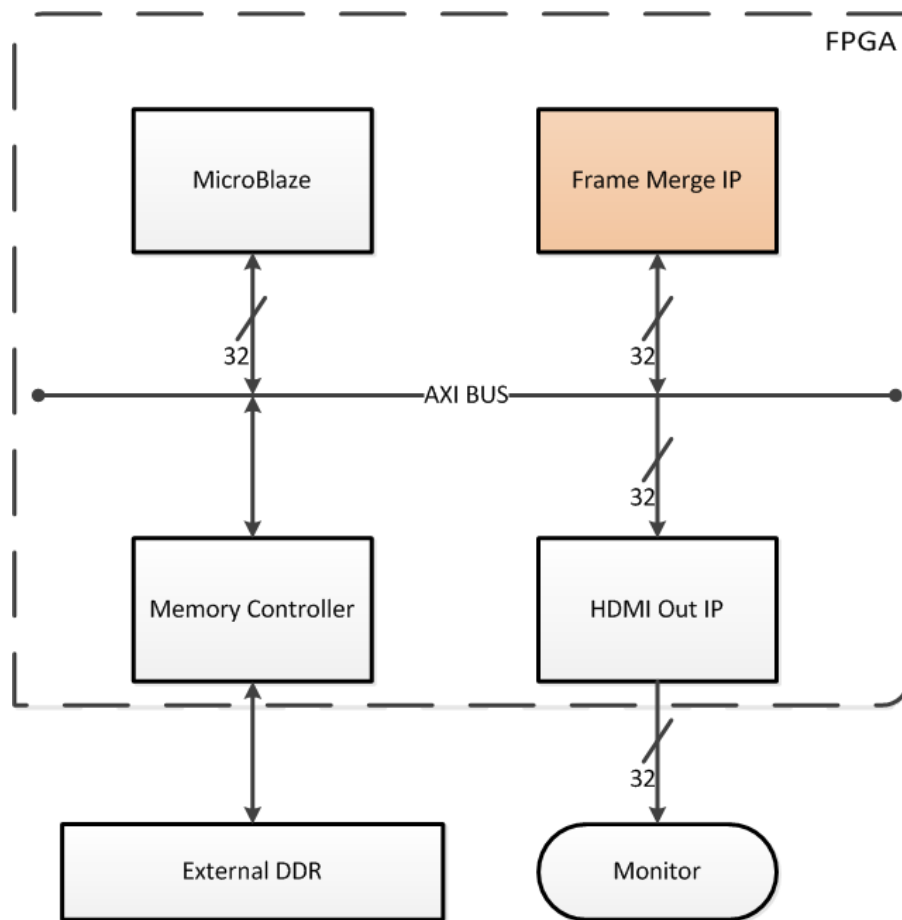 FPGA
MicroBlaze
Frame Merge IP
32
32
AXI BUS
32
Memory Controller
HDMI Out IP
32
External DDR
Monitor